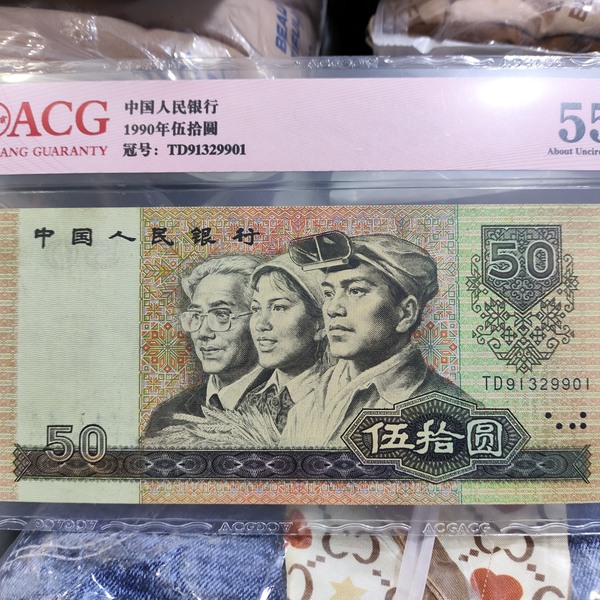 ACG
ANG GUARANTY
中国人民银行
1990年伍拾圆
冠号：TD91329901
55
About Uncirc
中国人民银行
50
TD91329901
伍拾圆
50
ACGACG